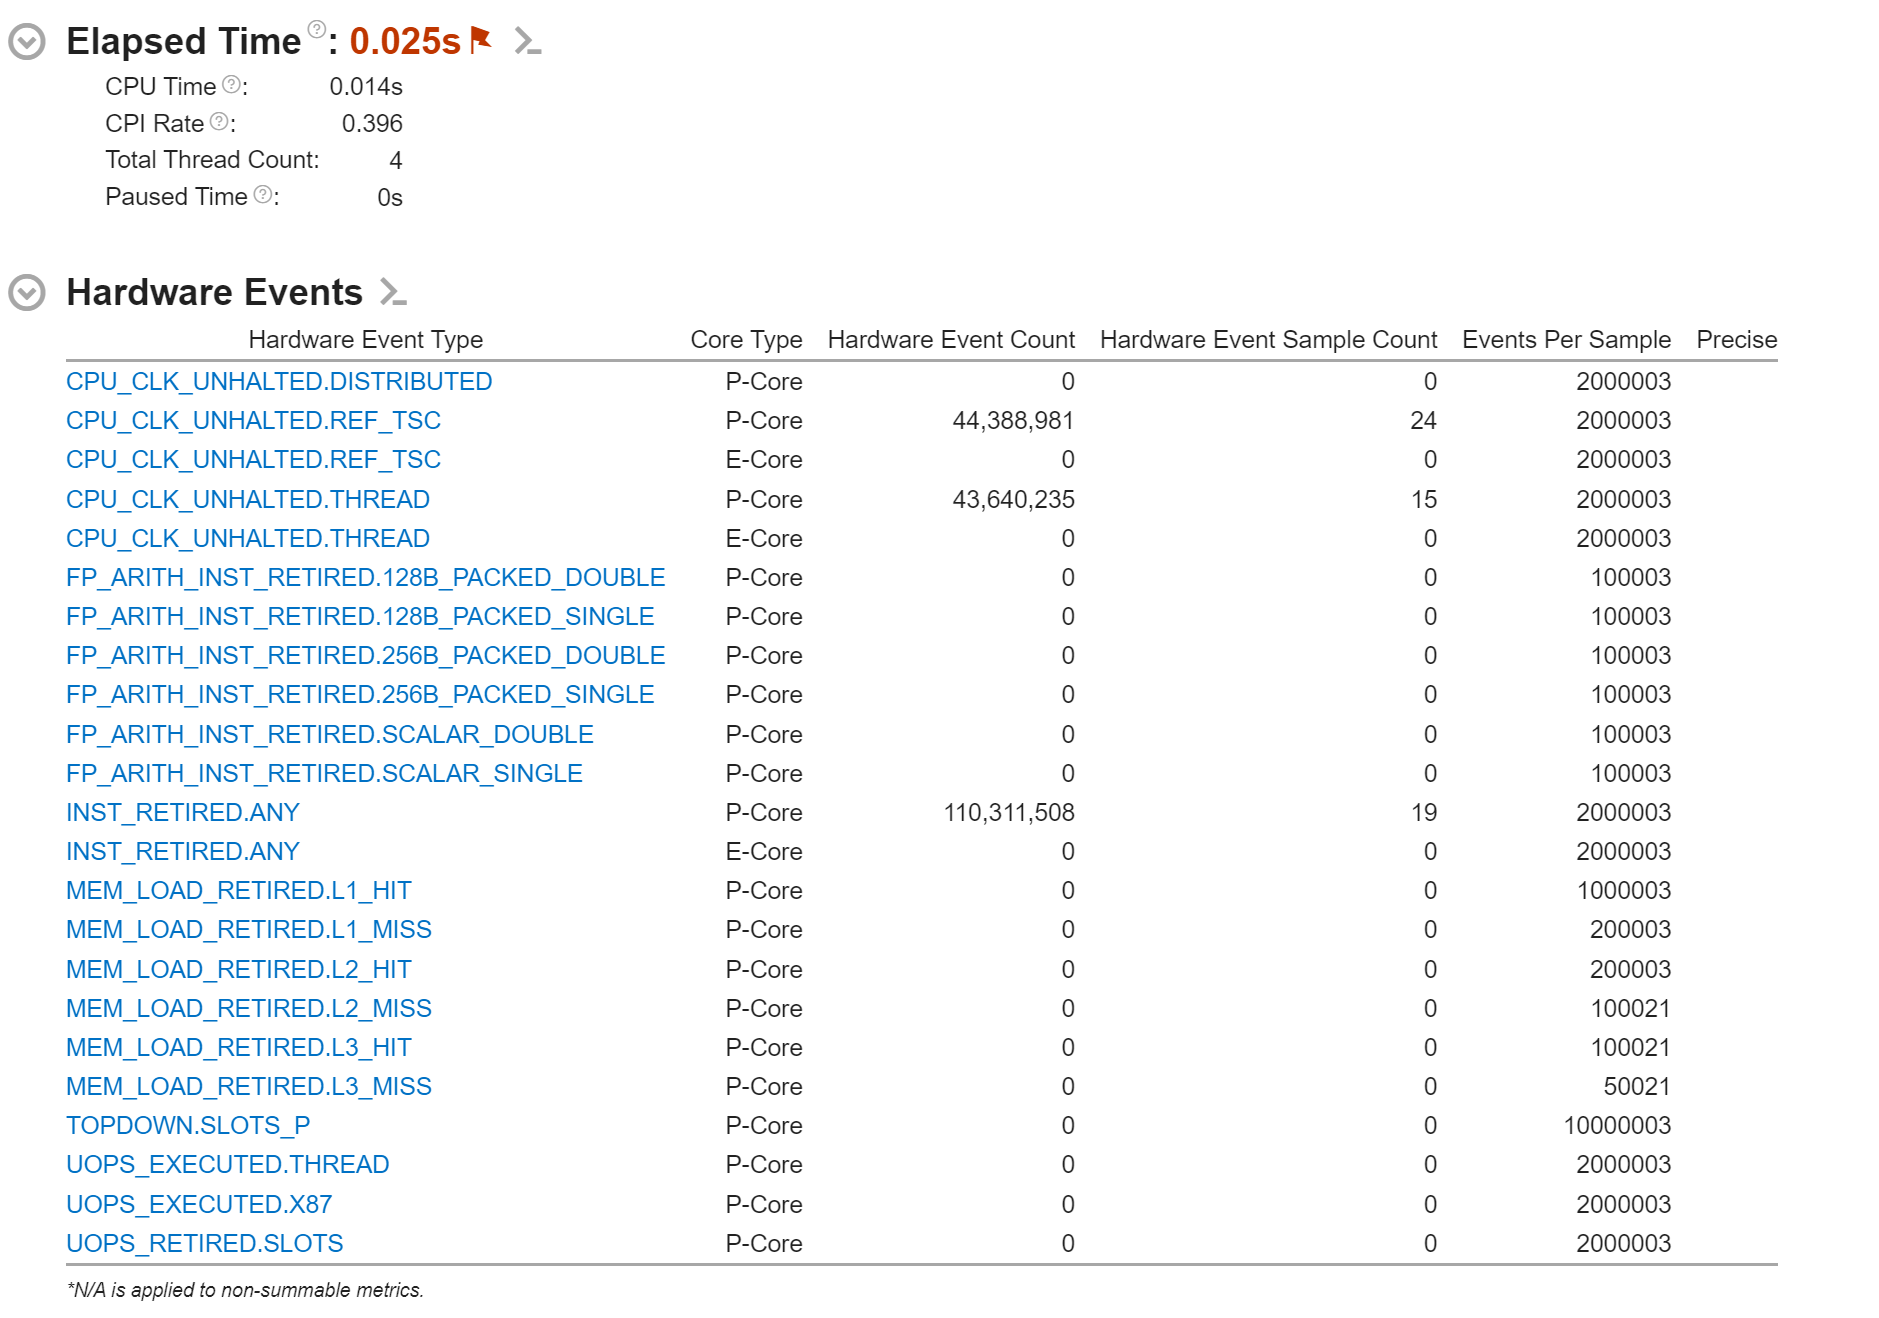 Elapsed Time ?: 0.025s
CPU Time ?: 0.014s
CPI Rate ?: 0.396
Total Thread Count: 4
Paused Time ?: 0s
Hardware Events
Hardware Event Type Core Type Hardware Event Count Hardware Event Sample Count Events Per Sample Precise
CPU_CLK_UNHALTED.DISTRIBUTED P-Core 0 0 2000003
CPU_CLK_UNHALTED.REF_TSC P-Core 44,388,981 24 2000003
CPU_CLK_UNHALTED.REF_TSC E-Core 0 0 2000003
CPU_CLK_UNHALTED.THREAD P-Core 43,640,235 15 2000003
CPU_CLK_UNHALTED.THREAD E-Core 0 0 2000003
FP_ARITH_INST_RETIRED.128B_PACKED_DOUBLE P-Core 0 0 100003
FP_ARITH_INST_RETIRED.128B_PACKED_SINGLE P-Core 0 0 100003
FP_ARITH_INST_RETIRED.256B_PACKED_DOUBLE P-Core 0 0 100003
FP_ARITH_INST_RETIRED.256B_PACKED_SINGLE P-Core 0 0 100003
FP_ARITH_INST_RETIRED.SCALAR_DOUBLE P-Core 0 0 100003
FP_ARITH_INST_RETIRED.SCALAR_SINGLE P-Core 0 0 100003
INST_RETIRED.ANY P-Core 110,311,508 19 2000003
INST_RETIRED.ANY E-Core 0 0 2000003
MEM_LOAD_RETIRED.L1_HIT P-Core 0 0 1000003
MEM_LOAD_RETIRED.L1_MISS P-Core 0 0 200003
MEM_LOAD_RETIRED.L2_HIT P-Core 0 0 200003
MEM_LOAD_RETIRED.L2_MISS P-Core 0 0 100021
MEM_LOAD_RETIRED.L3_HIT P-Core 0 0 100021
MEM_LOAD_RETIRED.L3_MISS P-Core 0 0 50021
TOPDOWN.SLOTS_P P-Core 0 0 10000003
UOPS_EXECUTED.THREAD P-Core 0 0 2000003
UOPS_EXECUTED.X87 P-Core 0 0 2000003
UOPS_RETIRED.SLOTS P-Core 0 0 2000003
*N/A is applied to non-summable metrics.